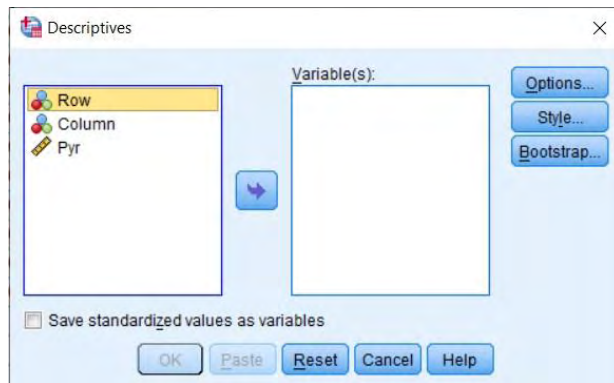 Descriptives
Variable(s):
Row
Column
Pyr
Options...
Style...
Bootstrap...
Save standardized values as variables
OK Paste Reset Cancel Help